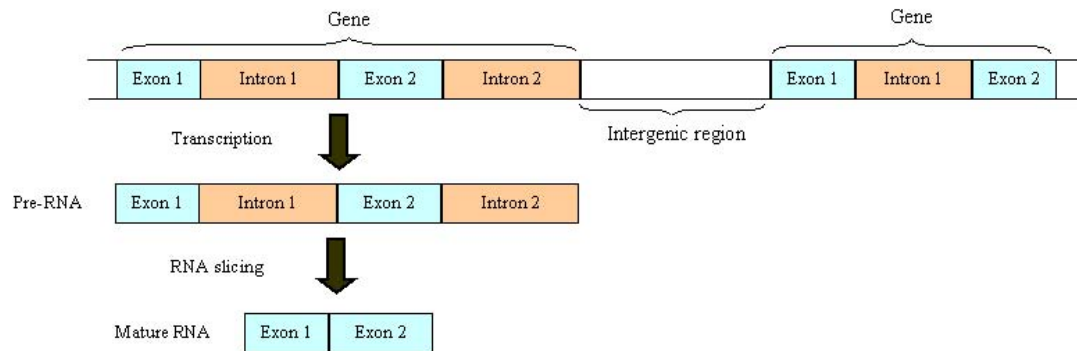 Gene Gene
Exon 1 Intron 1 Exon 2 Intron 2 Exon 1 Intron 1 Exon 2
Intergenic region
Transcription
Pre-RNA Exon 1 Intron 1 Exon 2 Intron 2
RNA slicing
Mature RNA Exon 1 Exon 2